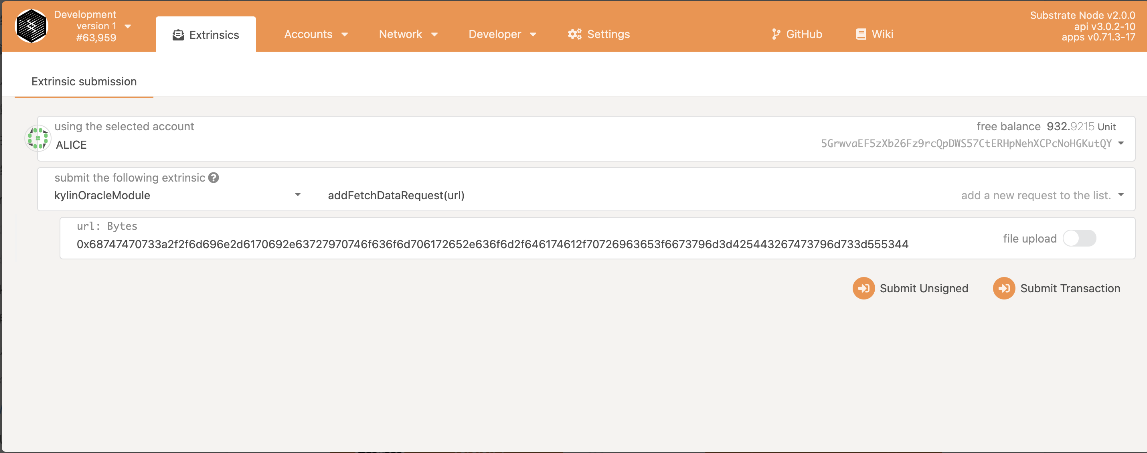 Development
version 1
#63,959
Extrinsics
Accounts
Network
Developer
Settings
GitHub
Wiki
Substrate Node v2.0.0
api v3.0.2-10
apps v0.71.3-17
Extrinsic submission
using the selected account
ALICE
free balance 932.9215 Unit
5GrwvaEF5zXb26Fz9rcQpDWS57CtERHpNehXCPcNoHGKutQY
submit the following extrinsic ?
kylinOracleModule
addFetchDataRequest(url)
add a new request to the list.
url: Bytes
0x68747470733a2f2f6d696e2d6170692e63727970746f636f6d706172652e636f6d2f646174612f70726963653f6673796d3d425443267473796d733d555344
file upload
Submit Unsigned
Submit Transaction